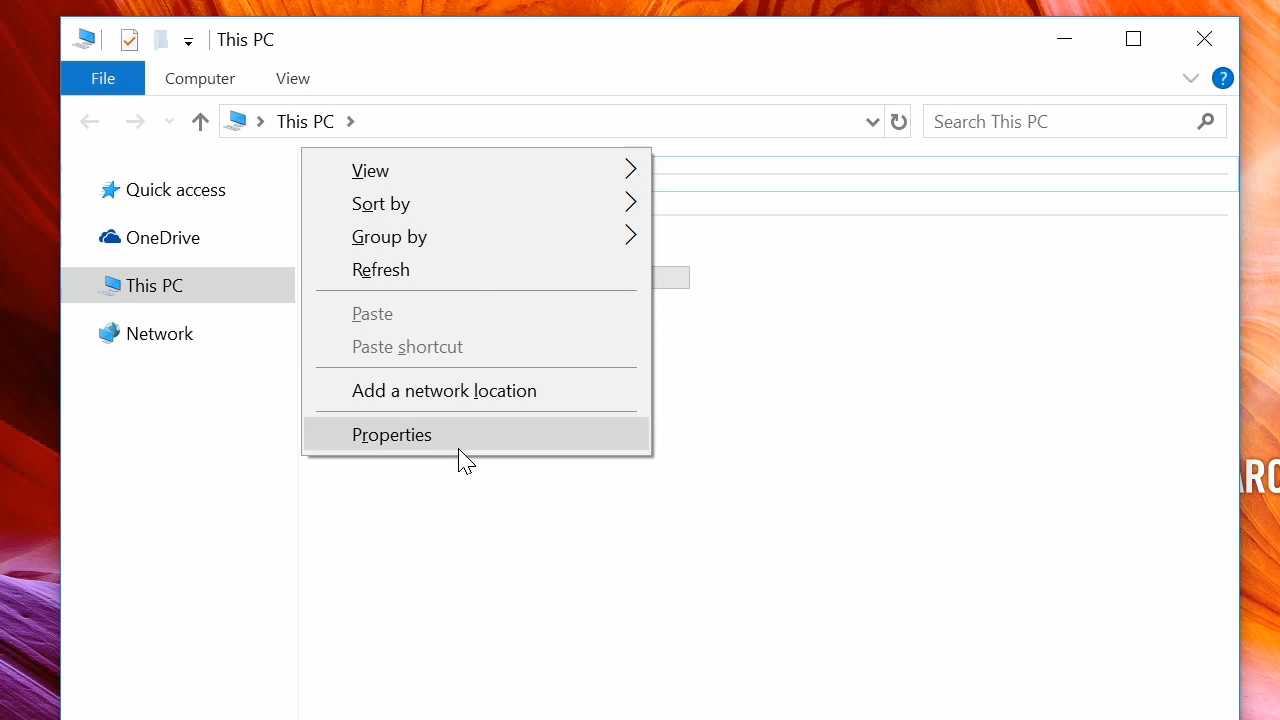 This PC
File
Computer
View
?
This PC
Search This PC
Quick access
OneDrive
This PC
Network
View
Sort by
Group by
Refresh
Paste
Paste shortcut
Add a network location
Properties